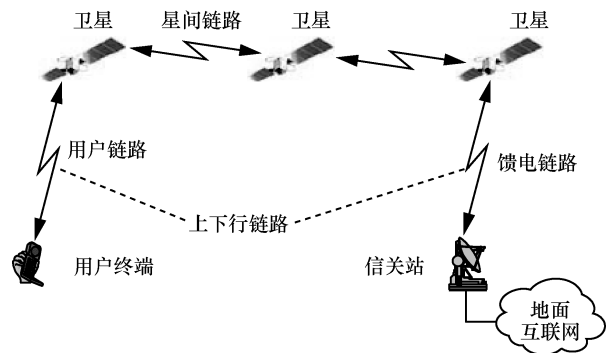 卫星
星间链路
卫星
卫星
用户链路
馈电链路
上下行链路
用户终端
信关站
地面
互联网